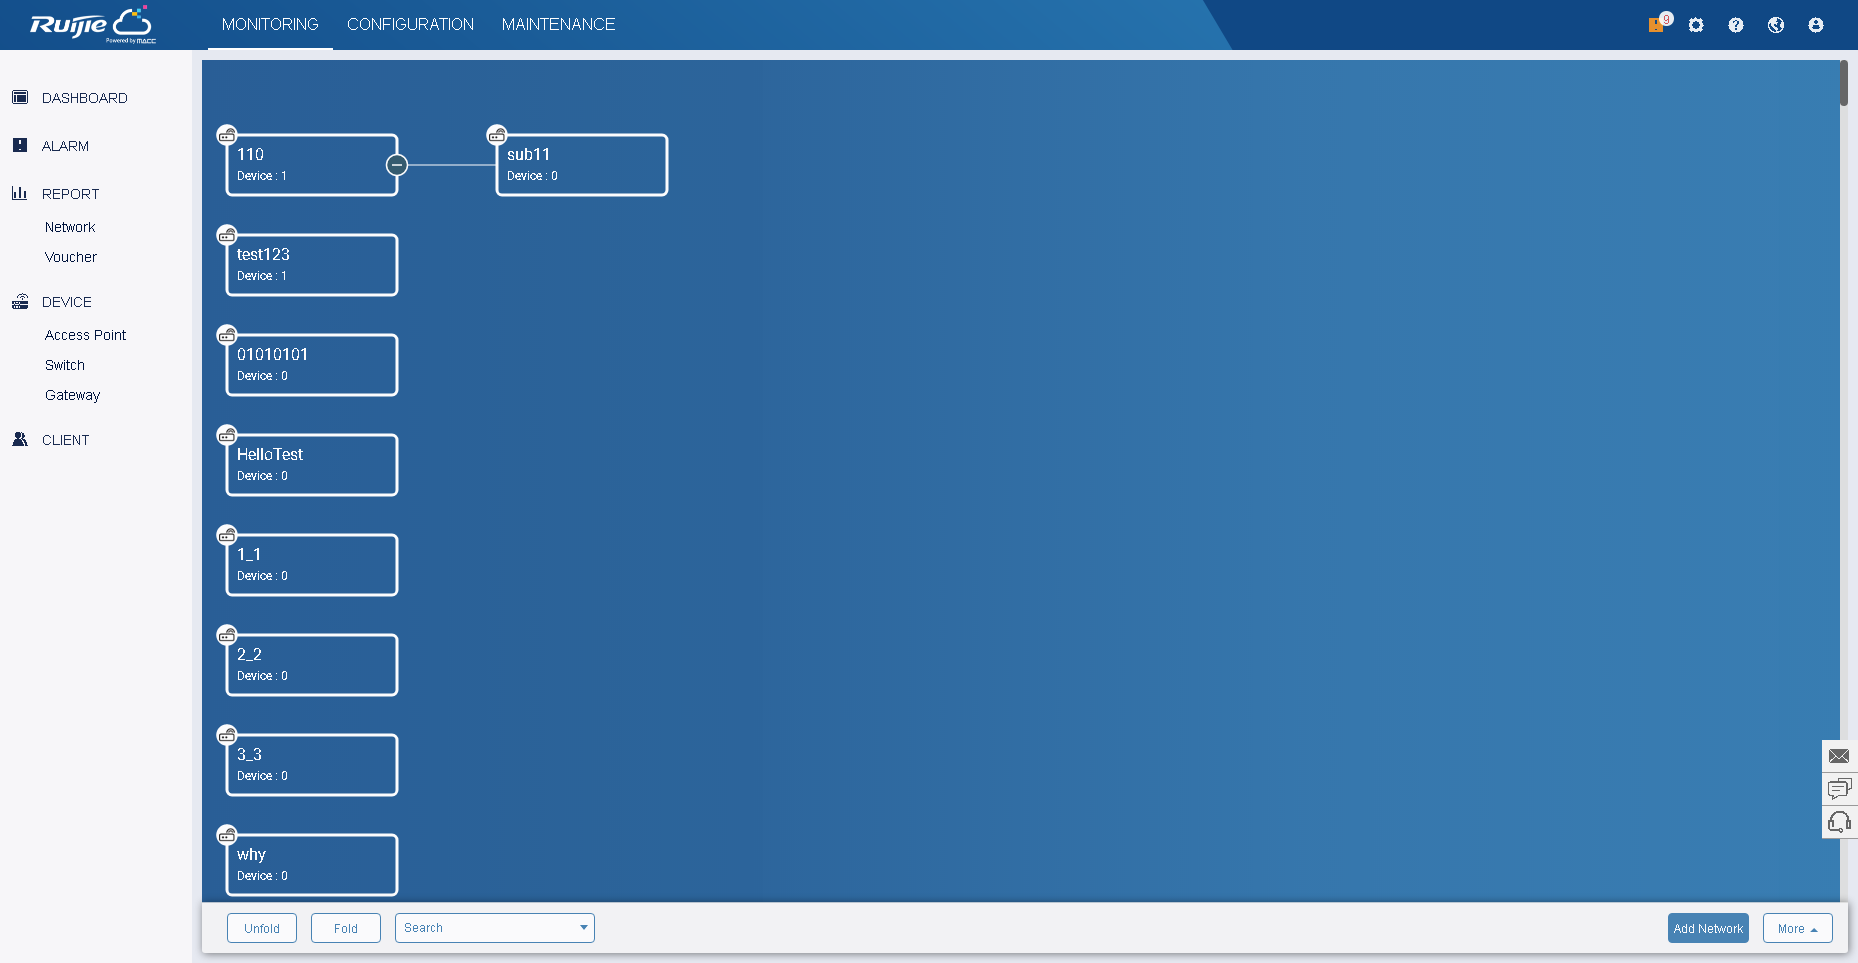 Ruijie
Powered by MACC
MONITORING CONFIGURATION MAINTENANCE
9
DASHBOARD
ALARM
REPORT
Network
Voucher
DEVICE
Access Point
Switch
Gateway
CLIENT
110
Device : 1
sub11
Device : 0
test123
Device : 1
01010101
Device : 0
HelloTest
Device : 0
1_1
Device : 0
2_2
Device : 0
3_3
Device : 0
why
Device : 0
Unfold Fold Search Add Network More